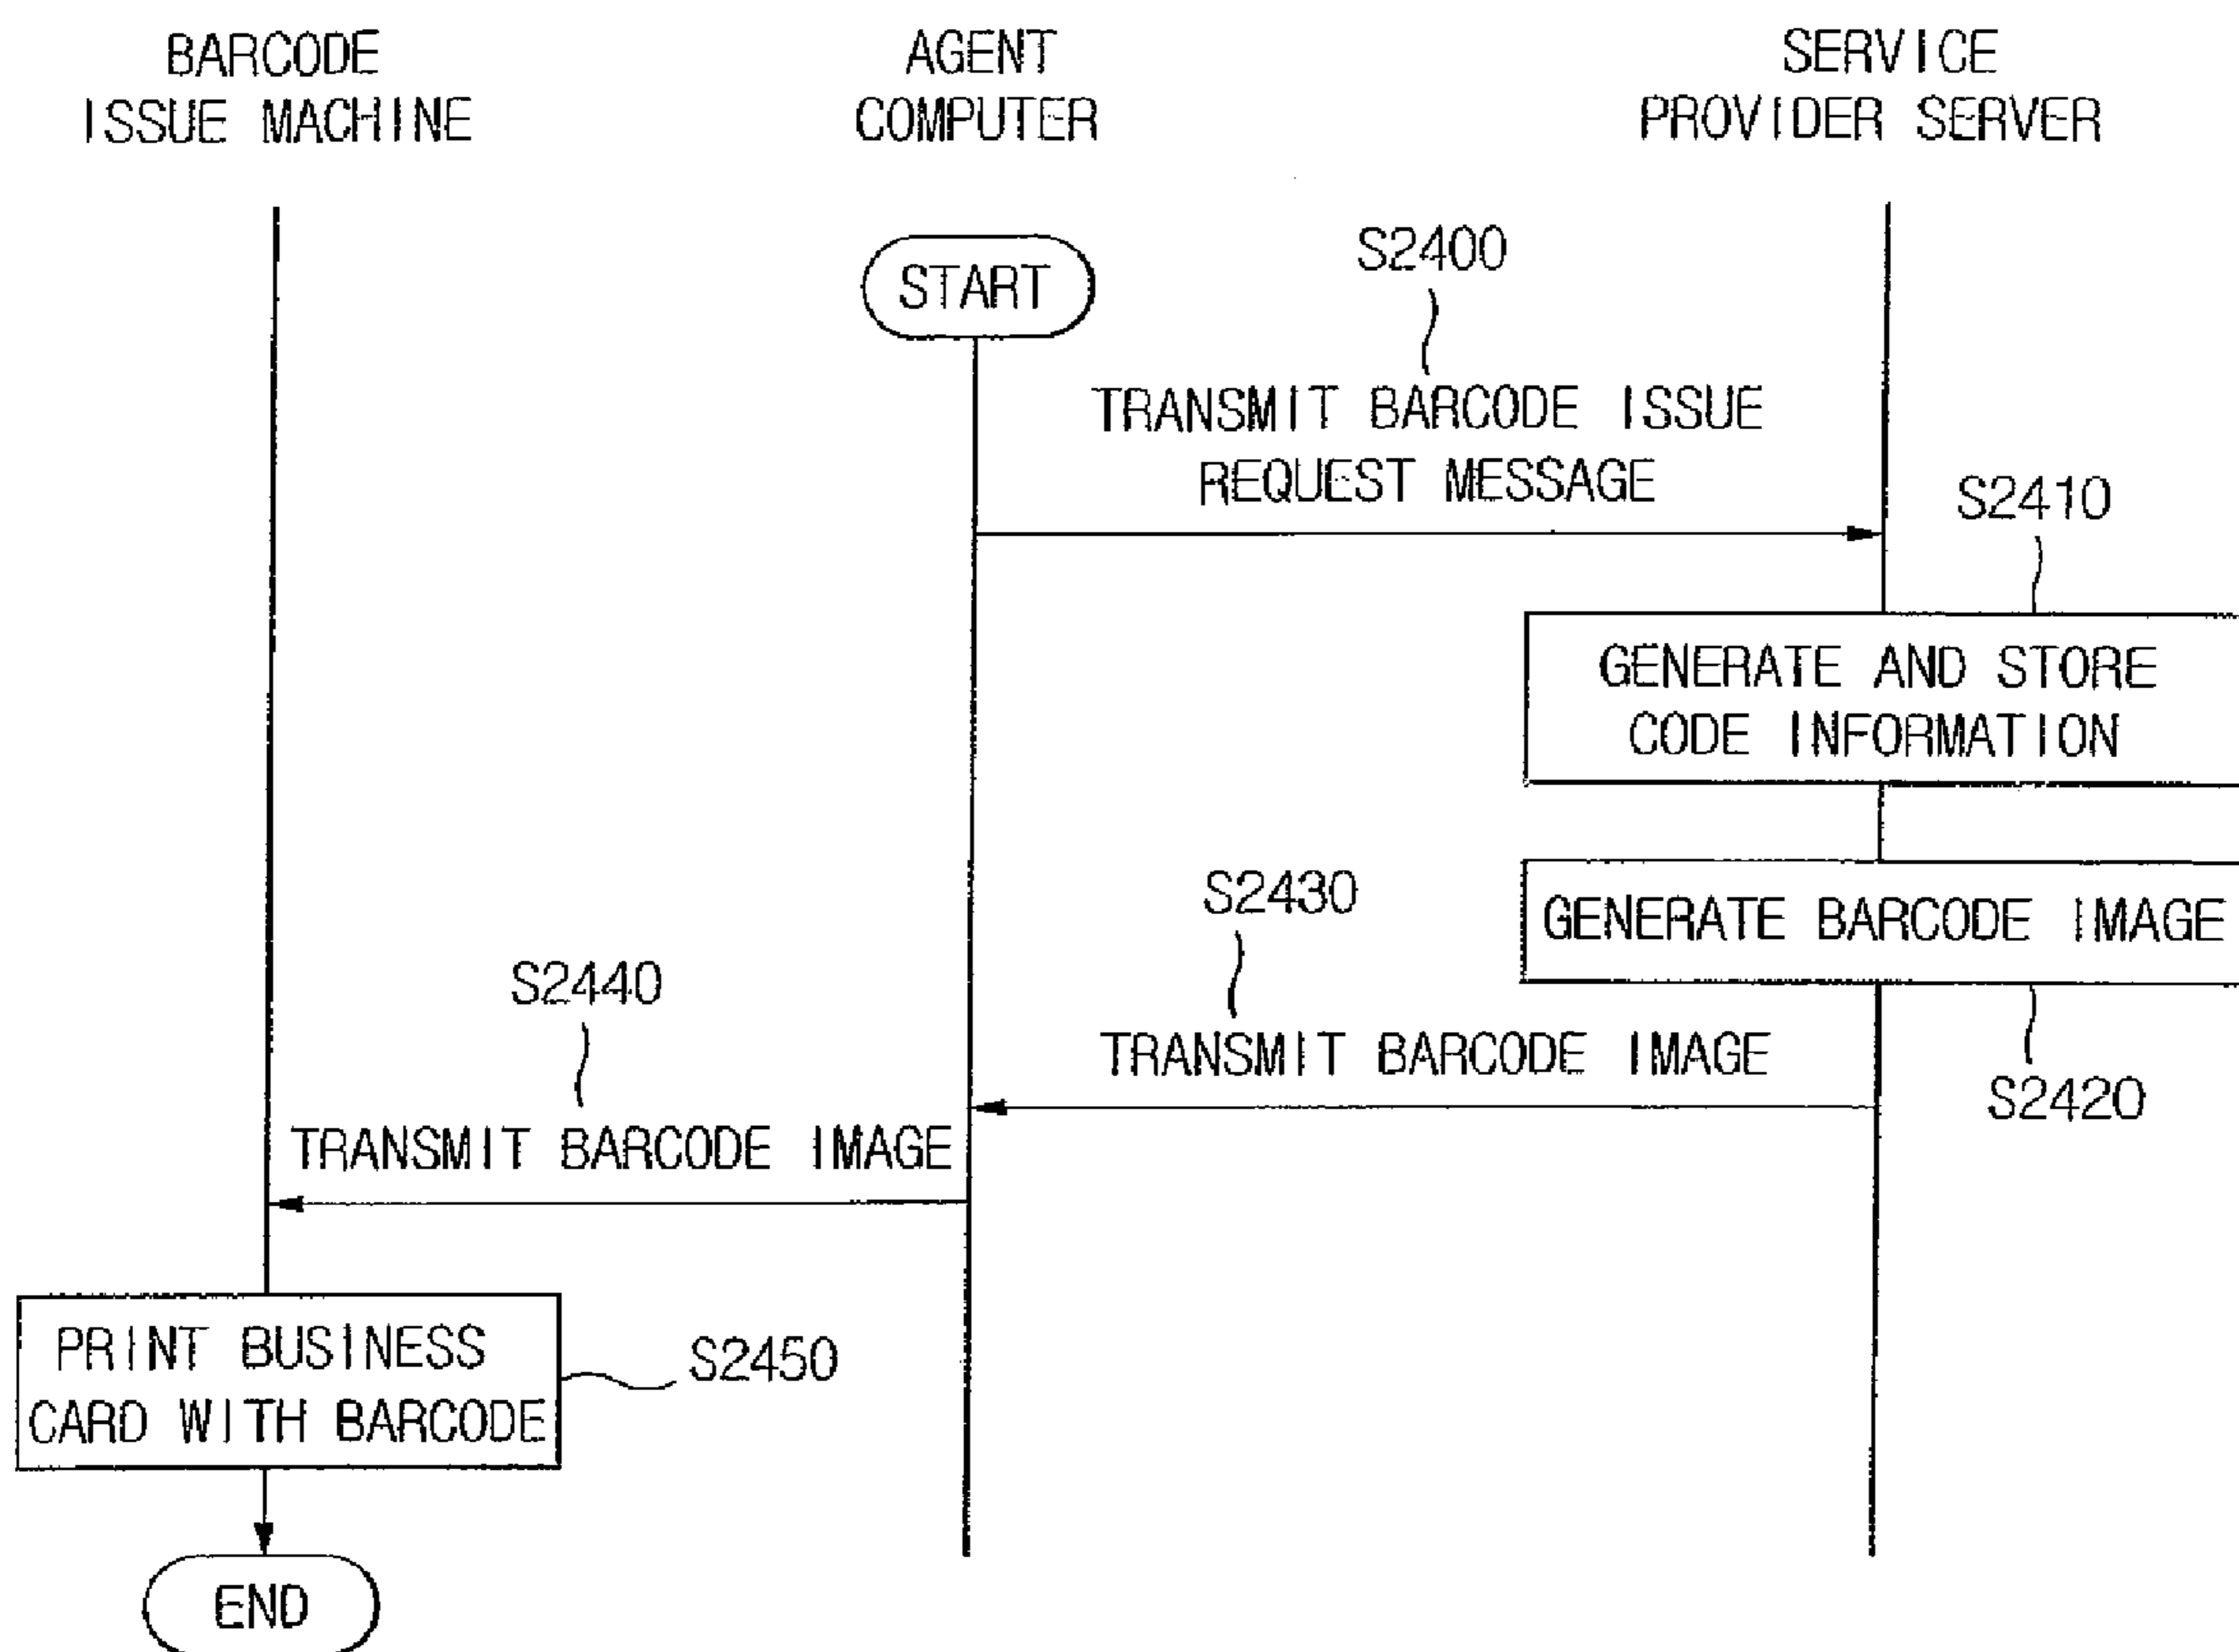 BARCODE
ISSUE MACHINE
AGENT
COMPUTER
SERVICE
PROVIDER SERVER
START
S2400
TRANSMIT BARCODE ISSUE
REQUEST MESSAGE
S2410
GENERATE AND STORE
CODE INFORMATION
GENERATE BARCODE IMAGE
S2420
S2430
TRANSMIT BARCODE IMAGE
S2440
TRANSMIT BARCODE IMAGE
PRINT BUSINESS
CARD WITH BARCODE
S2450
END